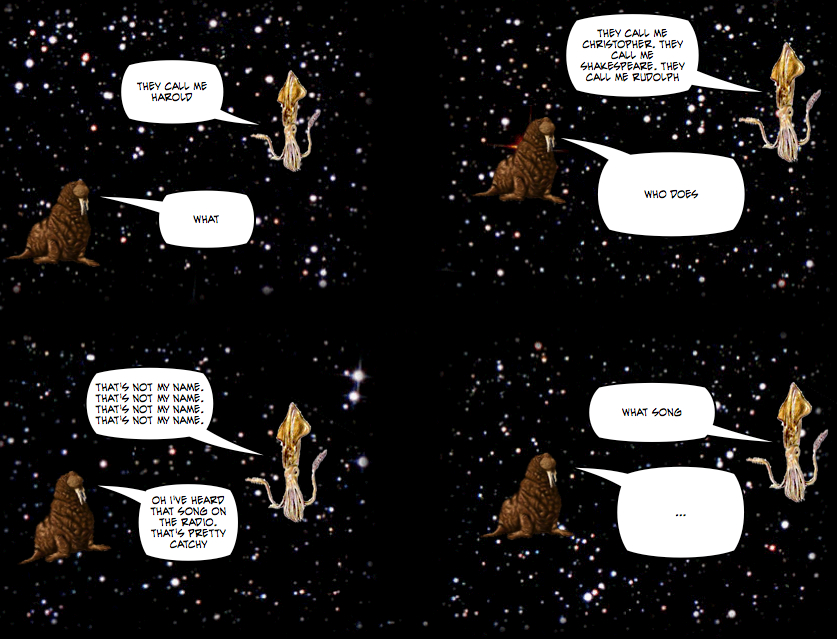 THEY CALL ME
HAROLD
WHAT
THEY CALL ME
CHRISTOPHER. THEY
CALL ME
SHAKESPEARE. THEY
CALL ME RUDOLPH
WHO DOES
THAT'S NOT MY NAME.
THAT'S NOT MY NAME.
THAT'S NOT MY NAME.
THAT'S NOT MY NAME.
OH I'VE HEARD
THAT SONG ON
THE RADIO.
THAT'S PRETTY
CATCHY
WHAT SONG
...